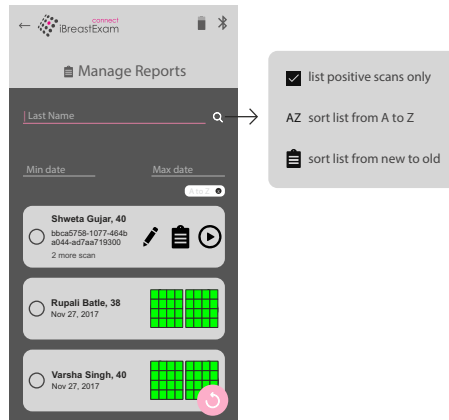 connect
iBreastExam
Manage Reports
Last Name
Min date
Max date
A to Z
Shweta Gujar, 40
bbca5758-1077-464b
a044-ad7aa719300
2 more scan
Rupali Batle, 38
Nov 27, 2017
Varsha Singh, 40
Nov 27, 2017
list positive scans only
AZ sort list from A to Z
sort list from new to old